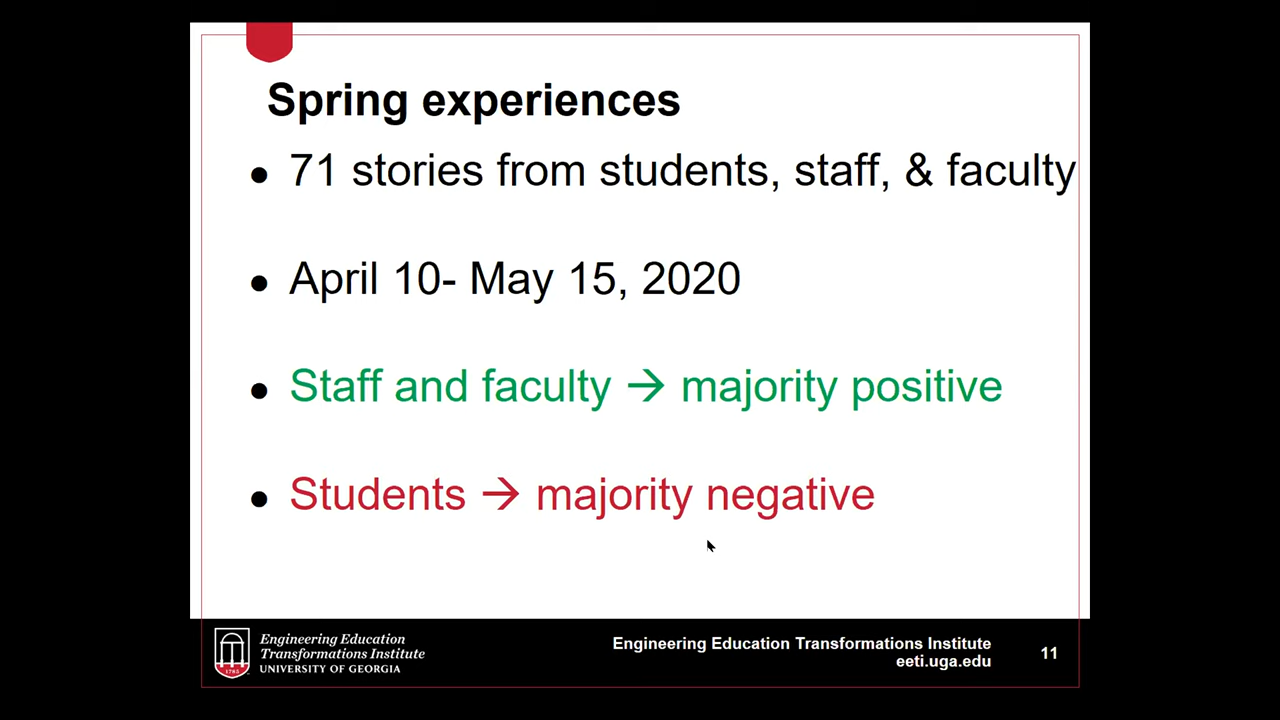 Spring experiences
● 71 stories from students, staff, & faculty
● April 10- May 15, 2020
● Staff and faculty → majority positive
● Students → majority negative
Engineering Education
Transformations Institute
UNIVERSITY OF GEORGIA
1785
Engineering Education Transformations Institute
eeti.uga.edu
11